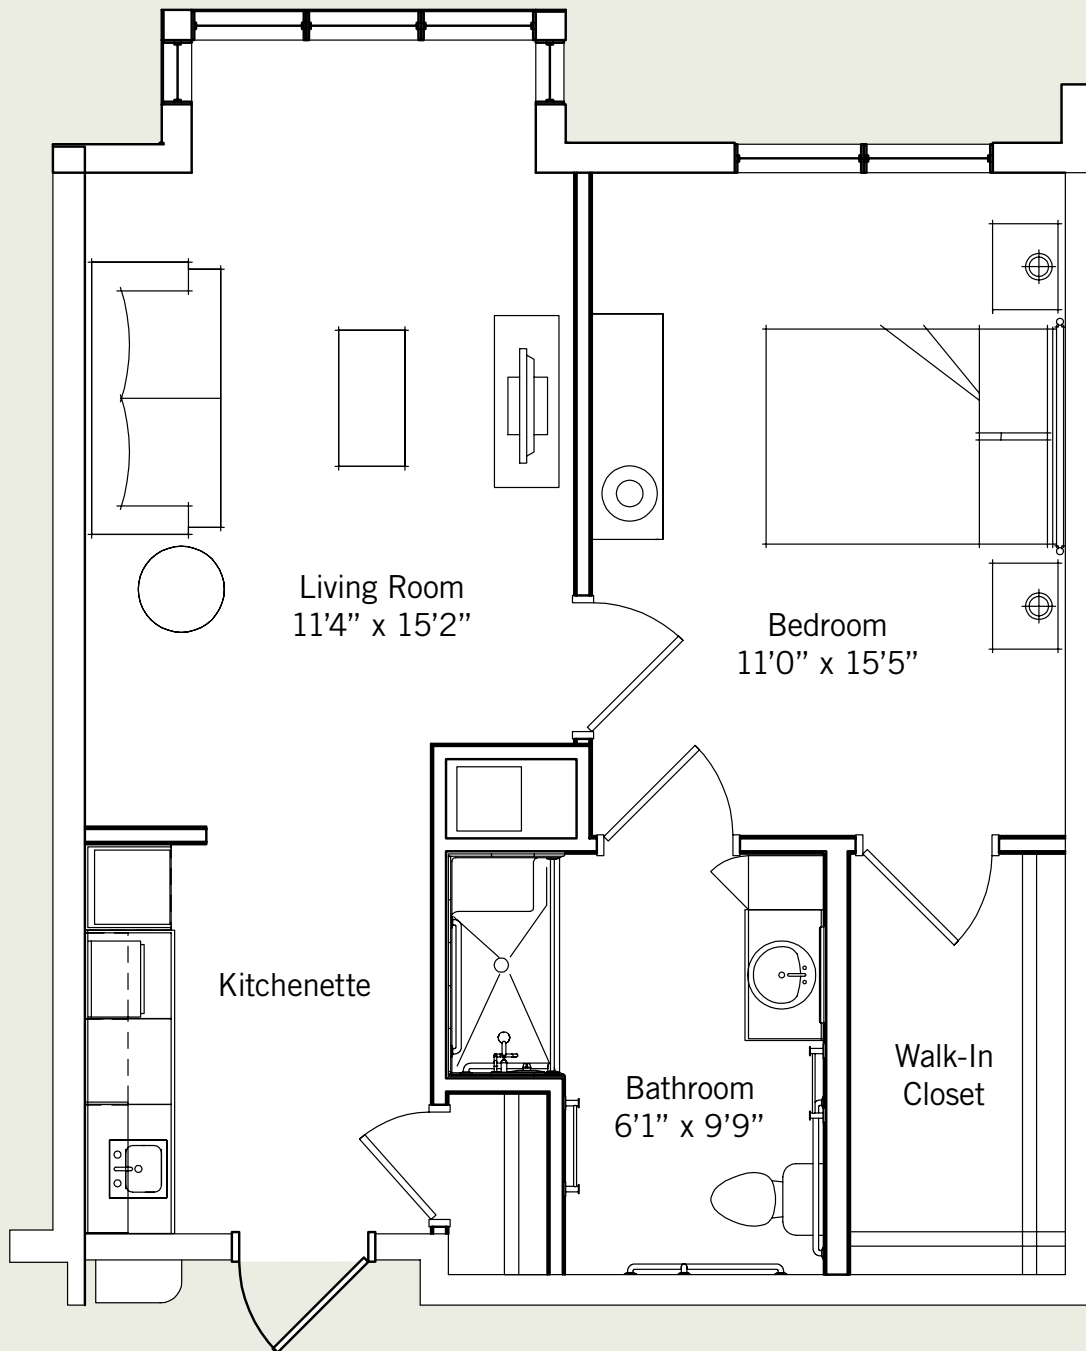 Living Room
11'4” x 15'2”
Bedroom
11’0” x 15’5”
Kitchenette
Walk-In
Closet
Bathroom
6’1” x 9’9”